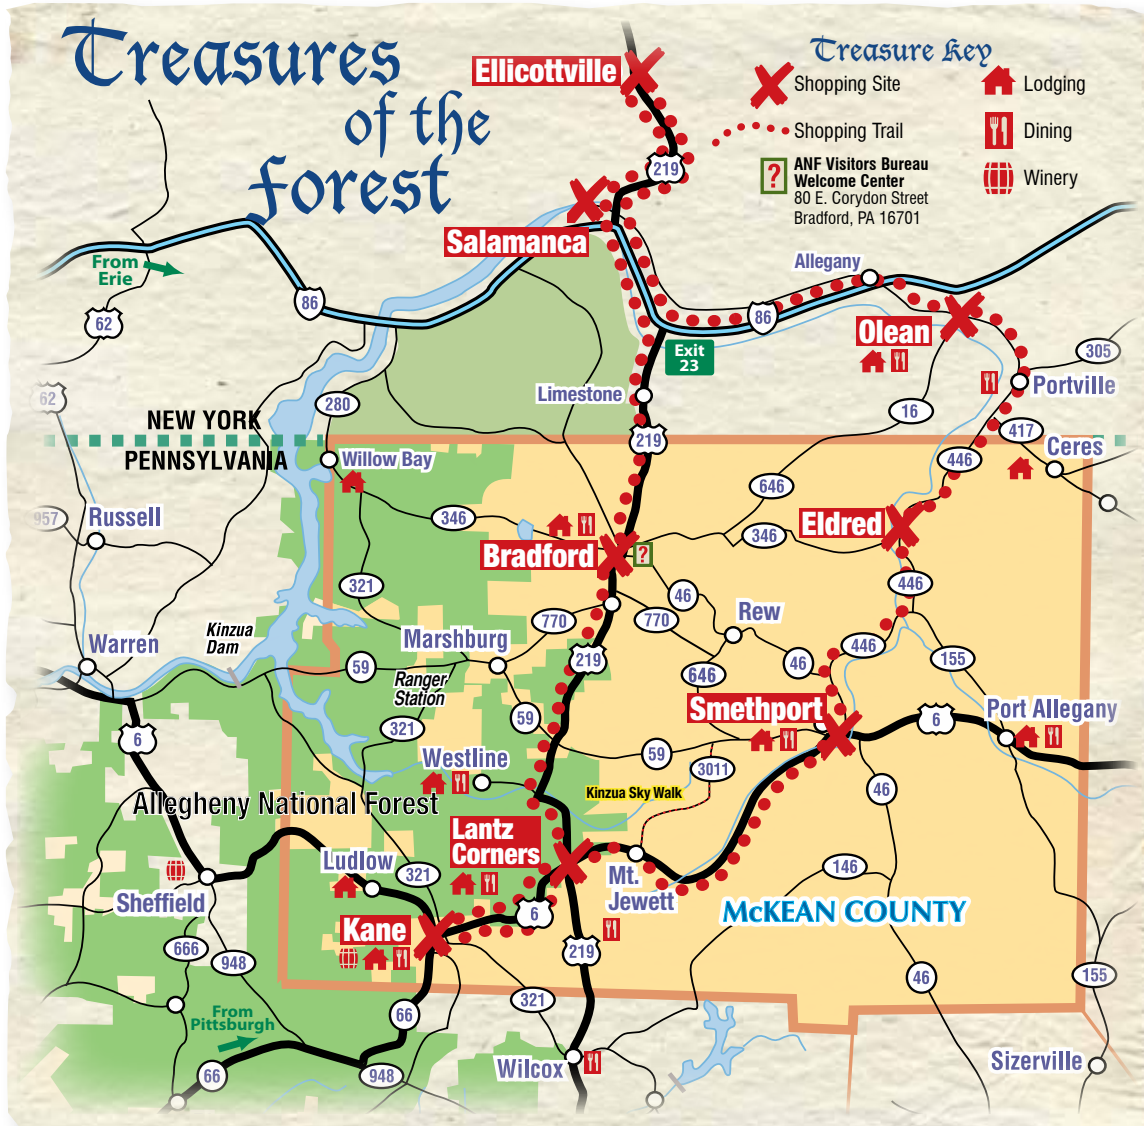 Treasures
of the
Forest
Treasure Key
Shopping Site
Lodging
Shopping Trail
Dining
ANF Visitors Bureau
Welcome Center
80 E. Corydon Street
Bradford, PA 16701
?
Winery
Ellicottville
219
Salamanca
From
Erie
62
86
Allegany
86
Olean
Exit
23
305
62
280
Limestone
Portville
16
417
NEW YORK
PENNSYLVANIA
219
Ceres
Willow Bay
446
646
957
Russell
346
Eldred
346
Bradford
?
321
46
446
770
770
Rew
Warren
Kinzua
Dam
Marshburg
59
219
646
46
446
155
Ranger
Station
321
59
Smethport
6
Port Allegany
6
Westline
59
3011
46
Kinzua Sky Walk
Allegheny National Forest
Lantz
Corners
Ludlow
321
Mt.
Jewett
146
Sheffield
6
McKEAN COUNTY
Kane
666
948
219
46
155
321
From
Pittsburgh
66
66
948
Wilcox
Sizerville